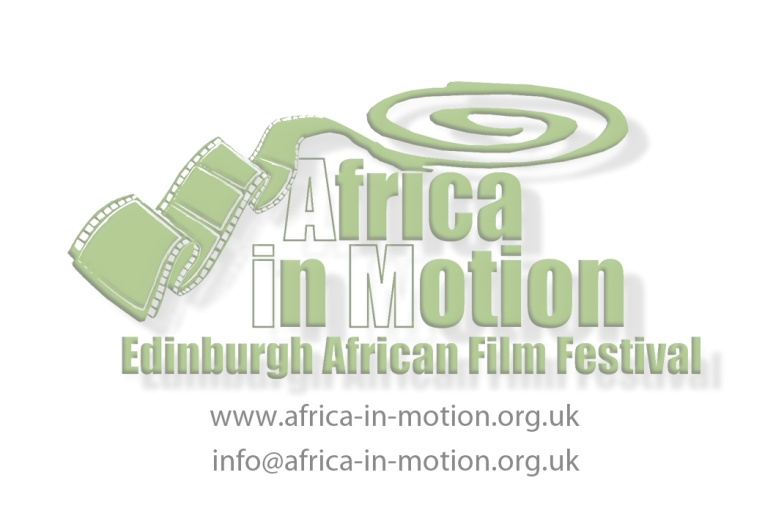 Africa
in Motion
Edinburgh African Film Festival
www.africa-in-motion.org.uk
info@africa-in-motion.org.uk